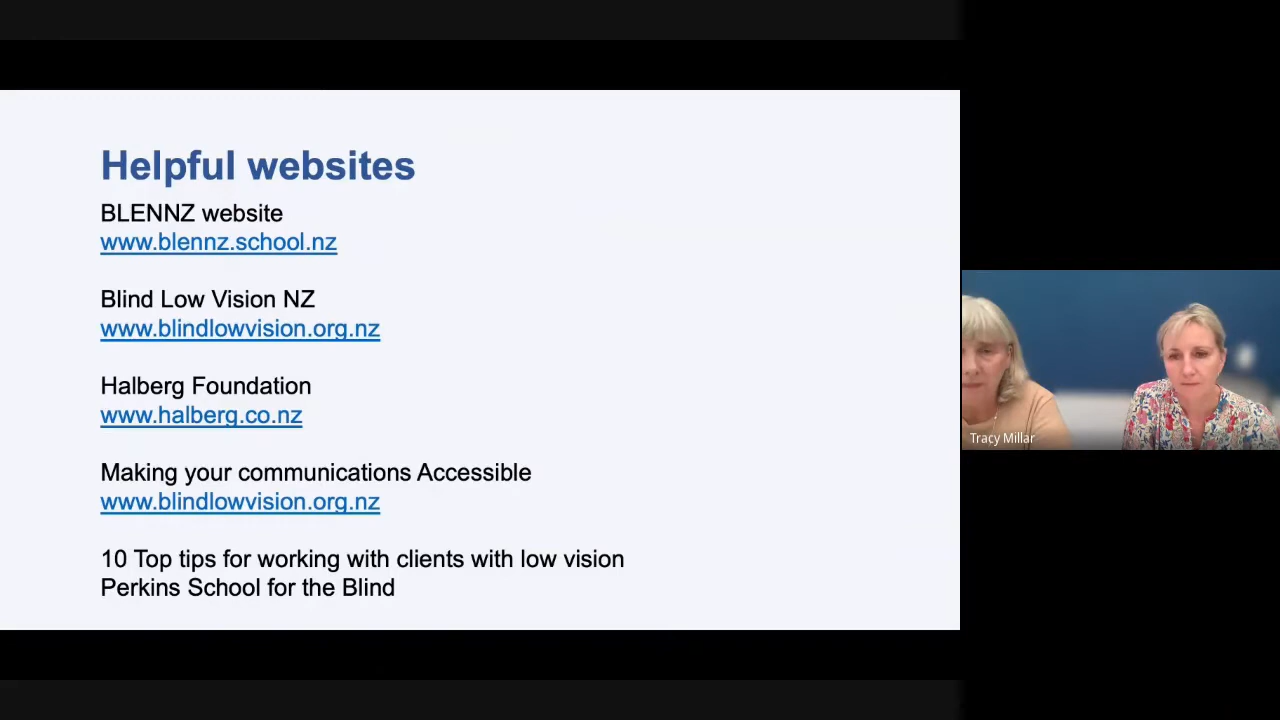 Helpful websites
BLENNZ website
www.blennz.school.nz
Blind Low Vision NZ
www.blindlowvision.org.nz
Halberg Foundation
www.halberg.co.nz
Making your communications Accessible
www.blindlowvision.org.nz
10 Top tips for working with clients with low vision
Perkins School for the Blind
Tracy Millar